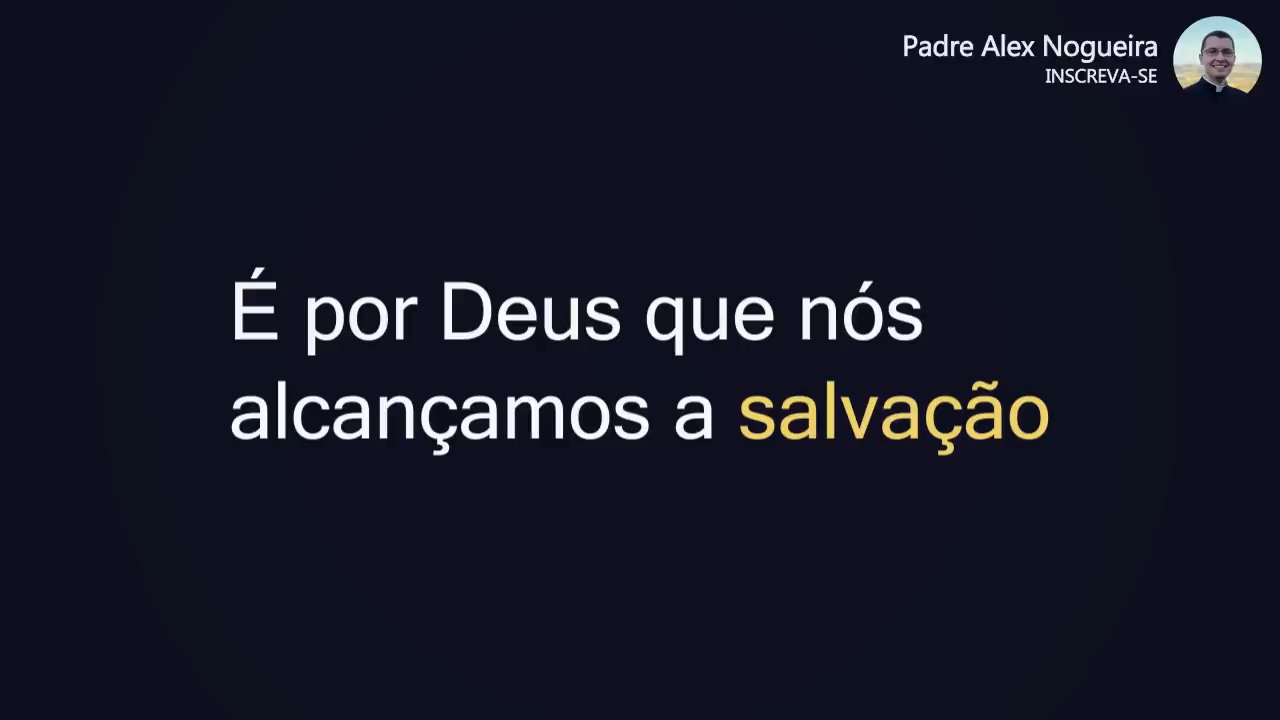 Padre Alex Nogueira
INSCREVA-SE
É por Deus que nós
alcançamos a salvação